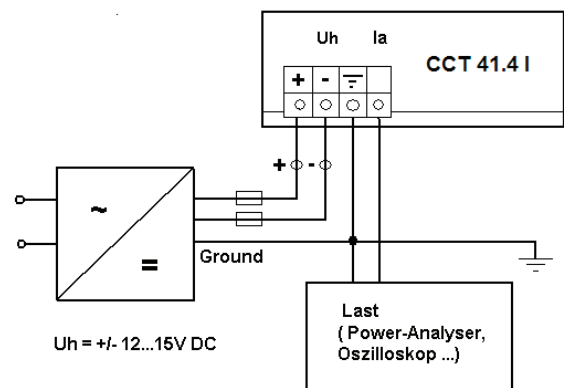 Uh Ia
CCT 41.4 I
+ -
+ -
~
=
Ground
Uh = +/- 12...15V DC
Last
( Power-Analyser,
Oszilloskop ...)